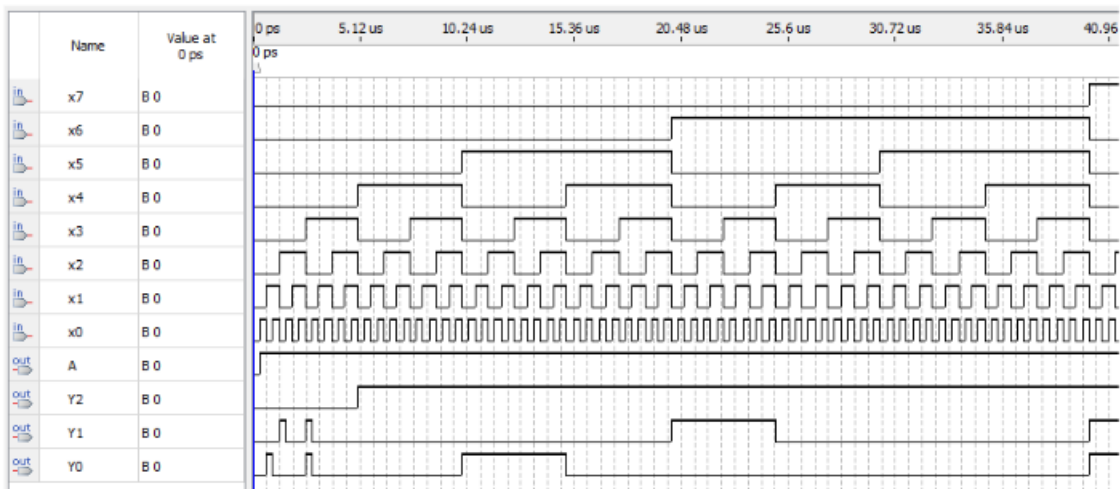 Name Value at 0 ps
0 ps 5.12 us 10.24 us 15.36 us 20.48 us 25.6 us 30.72 us 35.84 us 40.96
0 ps
in x7 B 0
in x6 B 0
in x5 B 0
in x4 B 0
in x3 B 0
in x2 B 0
in x1 B 0
in x0 B 0
out A B 0
out Y2 B 0
out Y1 B 0
out Y0 B 0